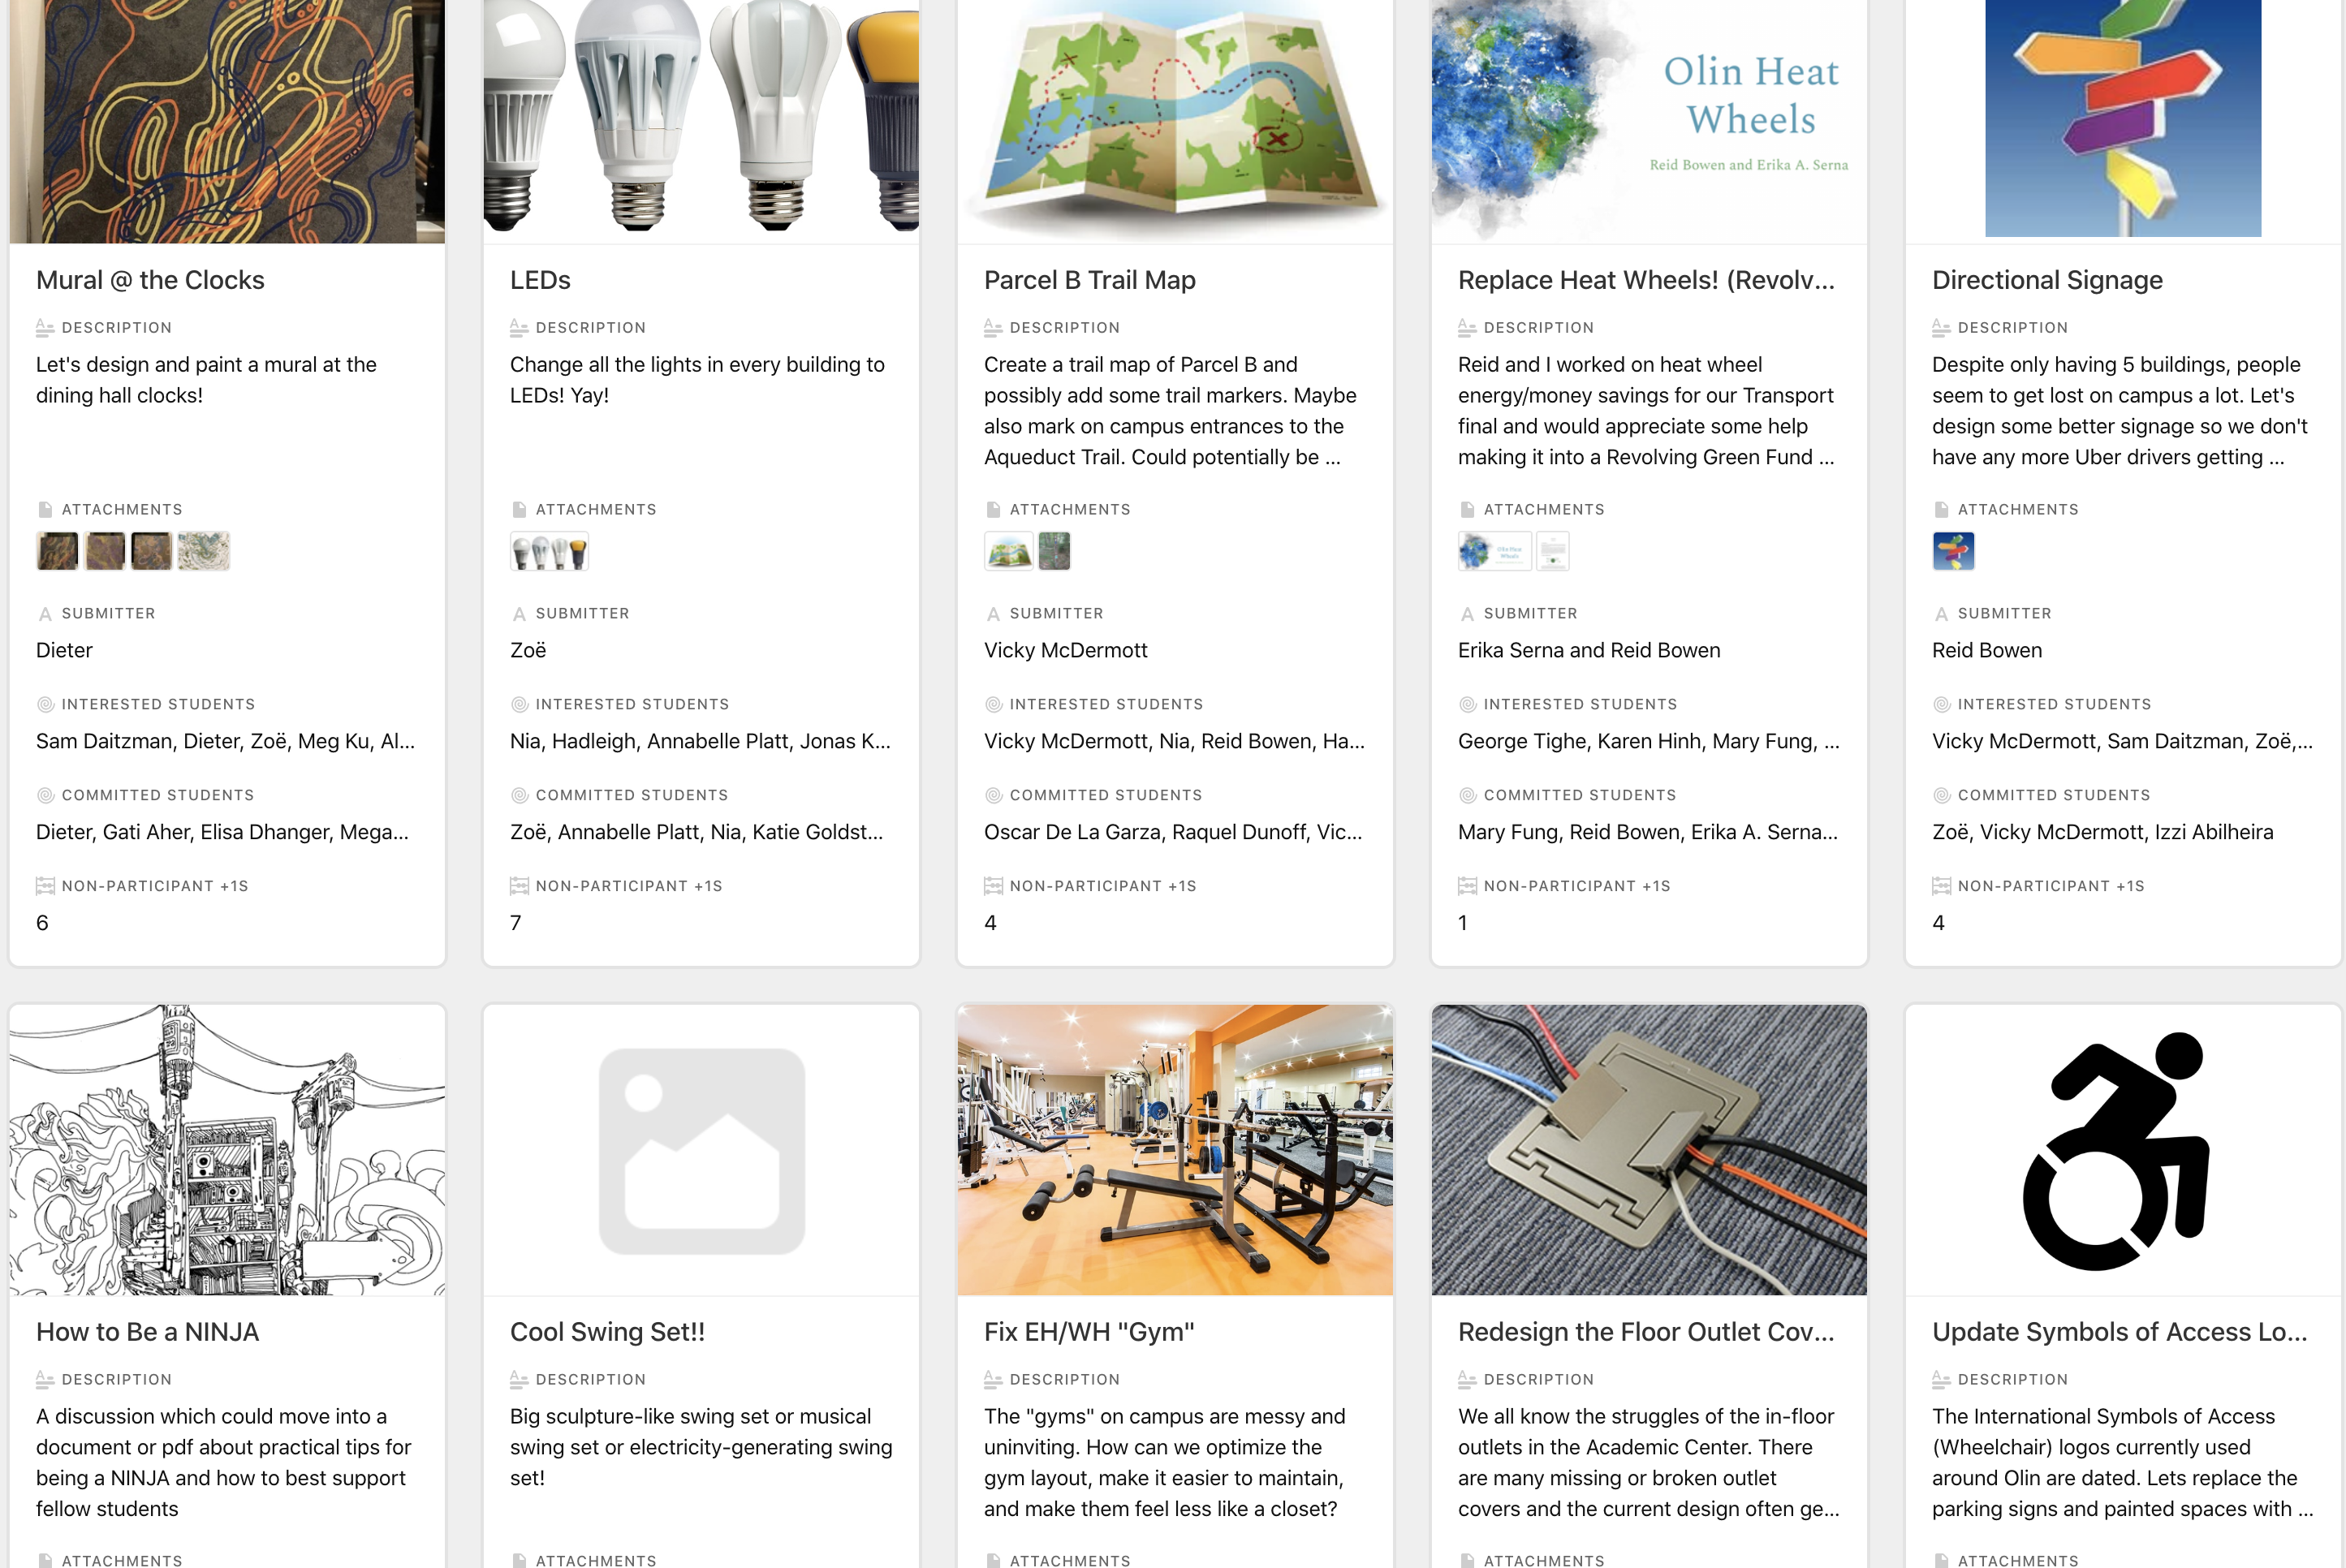 Olin Heat
Wheels
Reid Bowen and Erika A. Serna
Mural @ the Clocks
DESCRIPTION
Let's design and paint a mural at the
dining hall clocks!
ATTACHMENTS
SUBMITTER
Dieter
INTERESTED STUDENTS
Sam Daitzman, Dieter, Zoë, Meg Ku, Al...
COMMITTED STUDENTS
Dieter, Gati Aher, Elisa Dhanger, Mega...
NON-PARTICIPANT +1S
6
LEDs
DESCRIPTION
Change all the lights in every building to
LEDs! Yay!
ATTACHMENTS
SUBMITTER
Zoë
INTERESTED STUDENTS
Nia, Hadleigh, Annabelle Platt, Jonas K...
COMMITTED STUDENTS
Zoë, Annabelle Platt, Nia, Katie Goldst...
NON-PARTICIPANT +1S
7
Parcel B Trail Map
DESCRIPTION
Create a trail map of Parcel B and
possibly add some trail markers. Maybe
also mark on campus entrances to the
Aqueduct Trail. Could potentially be ...
ATTACHMENTS
SUBMITTER
Vicky McDermott
INTERESTED STUDENTS
Vicky McDermott, Nia, Reid Bowen, Ha...
COMMITTED STUDENTS
Oscar De La Garza, Raquel Dunoff, Vic...
NON-PARTICIPANT +1S
4
Replace Heat Wheels! (Revolv...
DESCRIPTION
Reid and I worked on heat wheel
energy/money savings for our Transport
final and would appreciate some help
making it into a Revolving Green Fund ...
ATTACHMENTS
SUBMITTER
Erika Serna and Reid Bowen
INTERESTED STUDENTS
George Tighe, Karen Hinh, Mary Fung, ...
COMMITTED STUDENTS
Mary Fung, Reid Bowen, Erika A. Serna...
NON-PARTICIPANT +1S
1
Directional Signage
DESCRIPTION
Despite only having 5 buildings, people
seem to get lost on campus a lot. Let's
design some better signage so we don't
have any more Uber drivers getting ...
ATTACHMENTS
SUBMITTER
Reid Bowen
INTERESTED STUDENTS
Vicky McDermott, Sam Daitzman, Zoë,...
COMMITTED STUDENTS
Zoë, Vicky McDermott, Izzi Abilheira
NON-PARTICIPANT +1S
4
How to Be a NINJA
DESCRIPTION
A discussion which could move into a
document or pdf about practical tips for
being a NINJA and how to best support
fellow students
ATTACHMENTS
Cool Swing Set!!
DESCRIPTION
Big sculpture-like swing set or musical
swing set or electricity-generating swing
set!
ATTACHMENTS
Fix EH/WH "Gym"
DESCRIPTION
The "gyms" on campus are messy and
uninviting. How can we optimize the
gym layout, make it easier to maintain,
and make them feel less like a closet?
ATTACHMENTS
Redesign the Floor Outlet Cov...
DESCRIPTION
We all know the struggles of the in-floor
outlets in the Academic Center. There
are many missing or broken outlet
covers and the current design often ge...
ATTACHMENTS
Update Symbols of Access Lo...
DESCRIPTION
The International Symbols of Access
(Wheelchair) logos currently used
around Olin are dated. Lets replace the
parking signs and painted spaces with ...
ATTACHMENTS